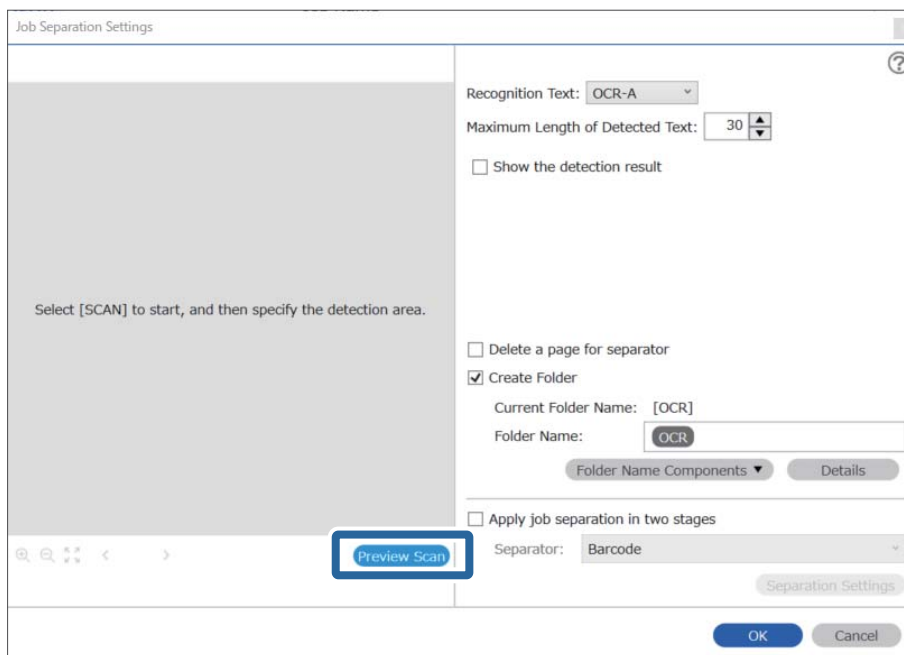 Job Separation Settings
?
Recognition Text: OCR-A
Maximum Length of Detected Text: 30
Show the detection result
Select [SCAN] to start, and then specify the detection area.
Delete a page for separator
Create Folder
Current Folder Name: [OCR]
Folder Name: OCR
Folder Name Components ▼ Details
Apply job separation in two stages
Preview Scan
Separator: Barcode
Separation Settings
OK Cancel